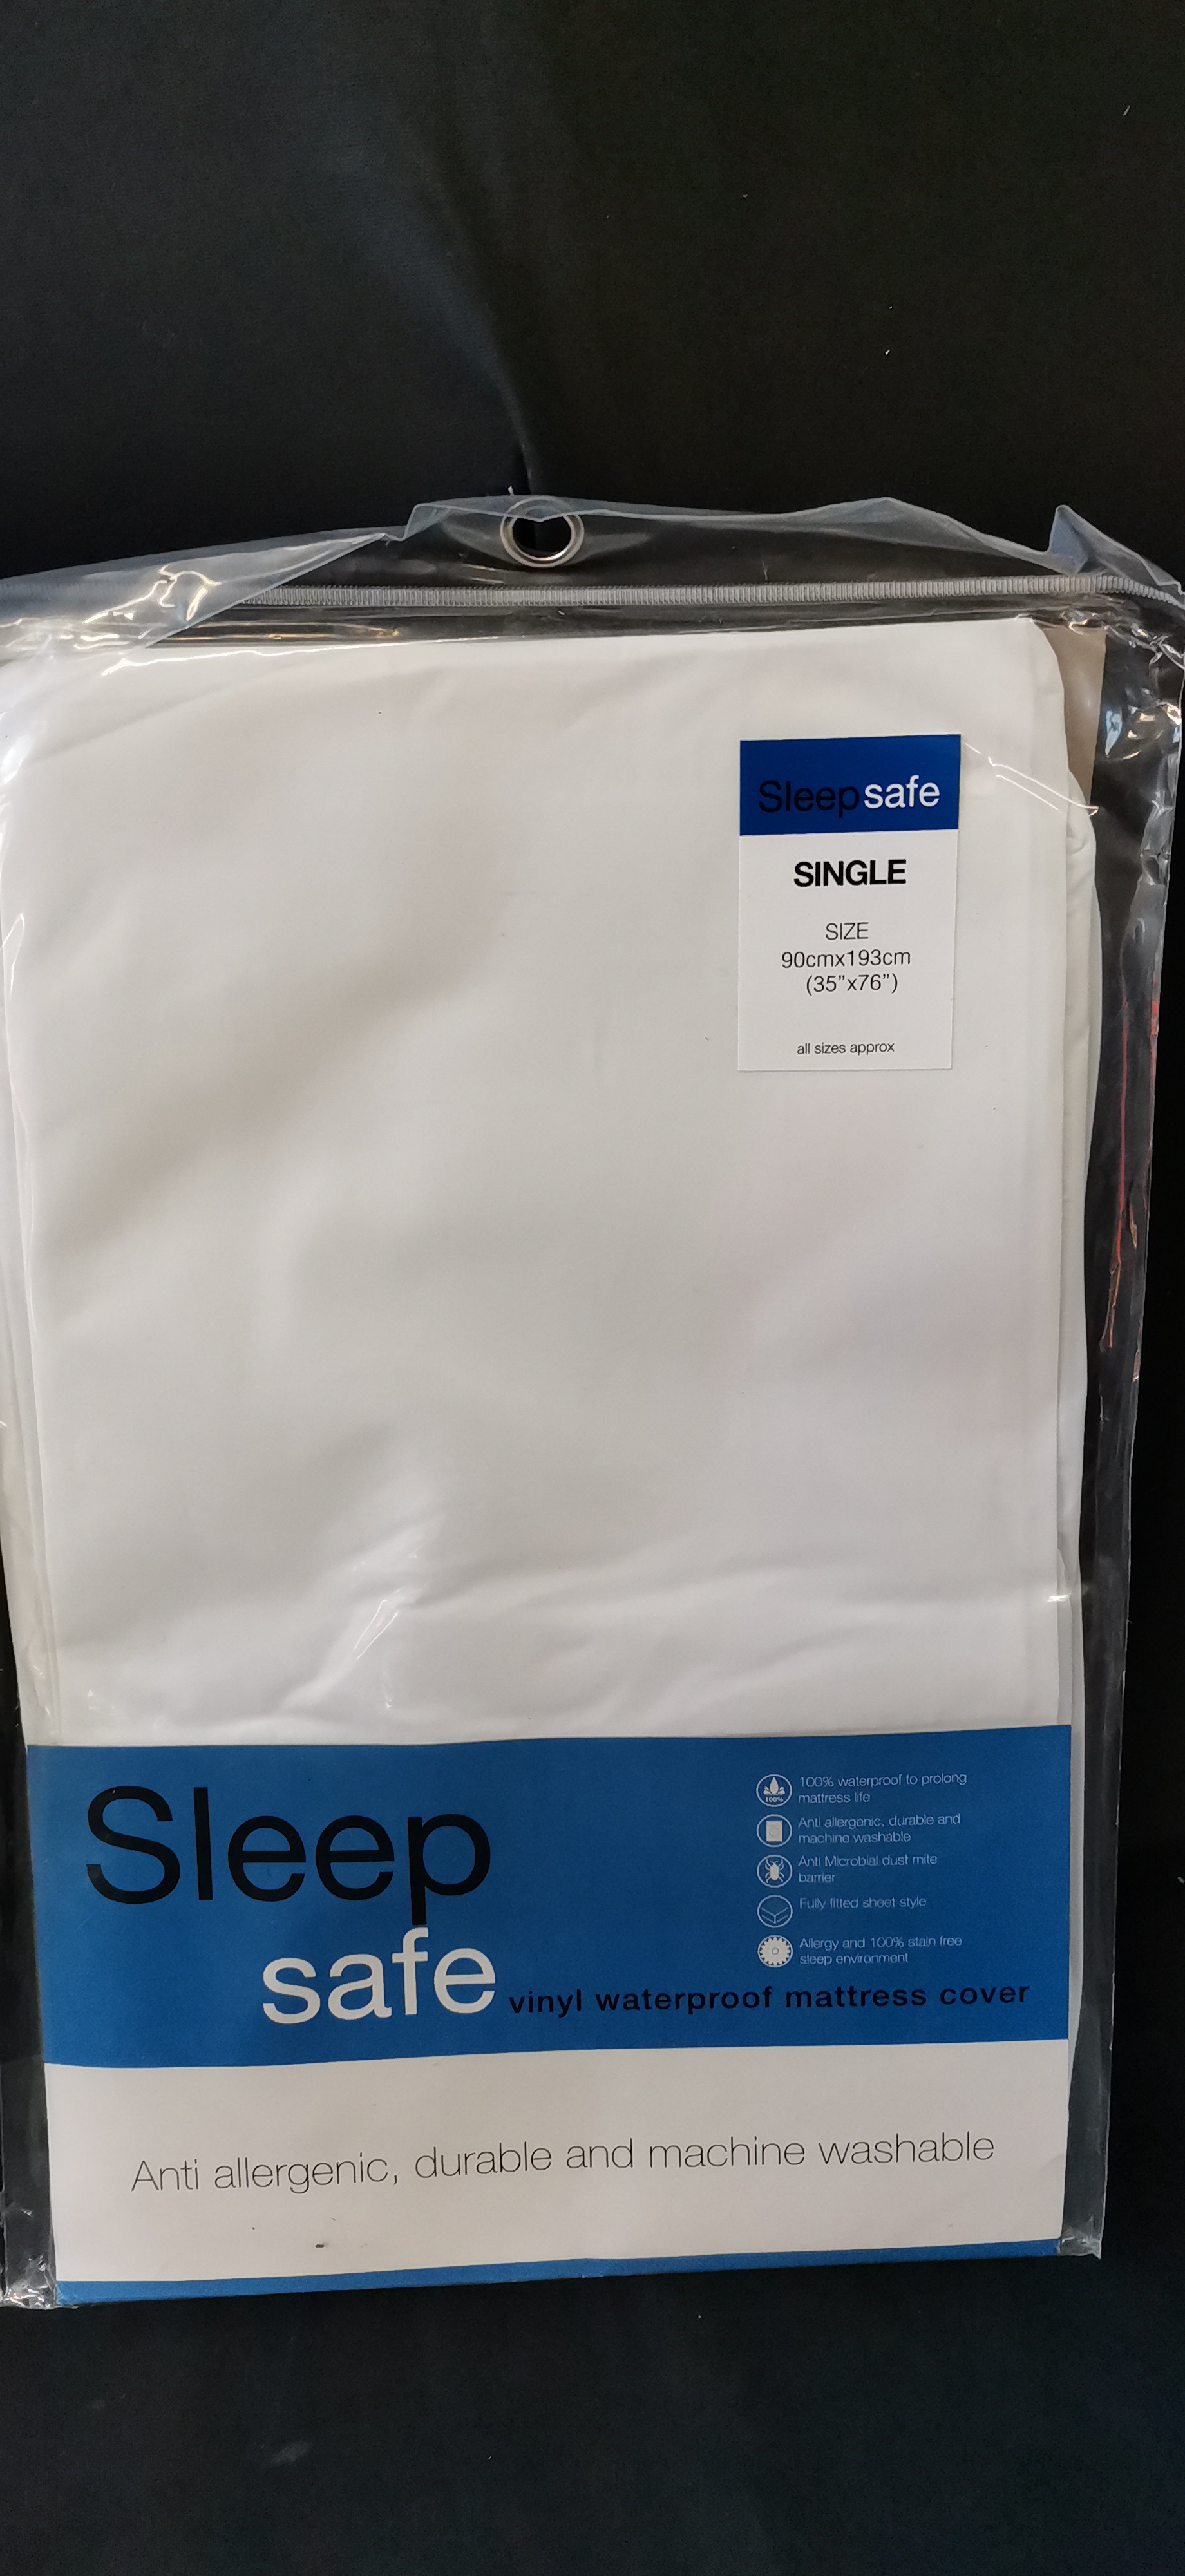 Sleepsafe
SINGLE
SIZE
90cmx193cm
(35”x76”)
all sizes approx
Sleep
safe
vinyl waterproof mattress cover
100%
100% waterproof to prolong
mattress life
Anti allergenic, durable and
machine washable
Anti Microbial dust mite
barrier
Fully fitted sheet style
Allergy and 100% stain free
sleep environment
Anti allergenic, durable and machine washable